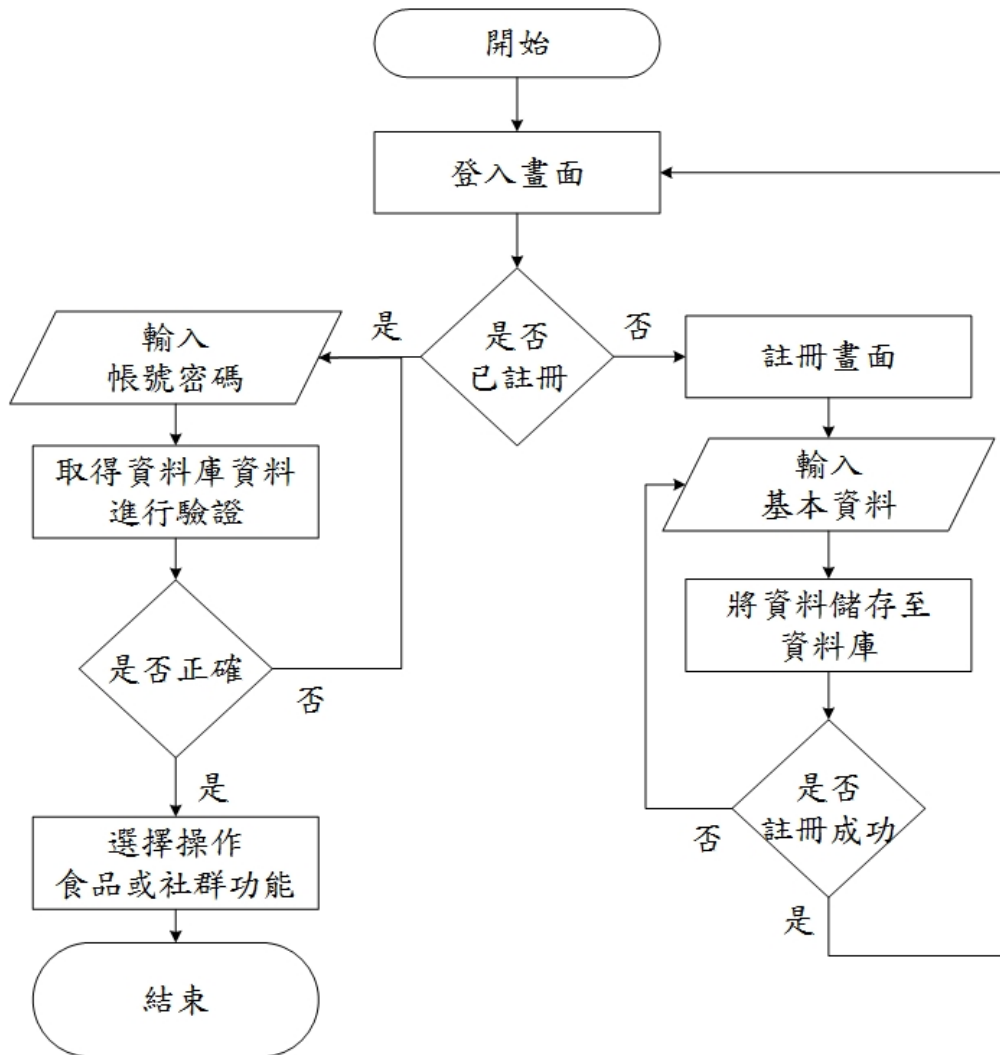 開始
登入畫面
是否
已註冊
是
否
輸入
帳號密碼
取得資料庫資料
進行驗證
是否正確
否
是
選擇操作
食品或社群功能
結束
註冊畫面
輸入
基本資料
將資料儲存至
資料庫
是否
註冊成功
否
是